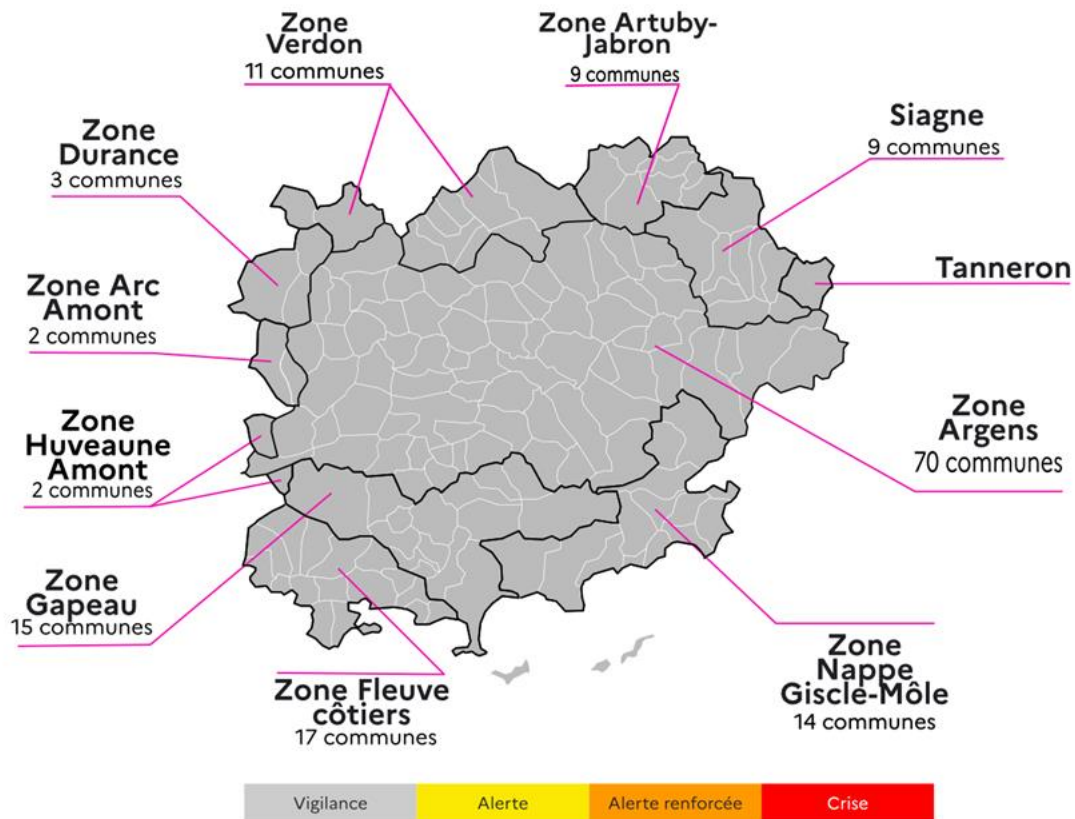 Zone
Verdon
11 communes
Zone Artuby-
Jabron
9 communes
Siagne
9 communes
Zone
Durance
3 communes
Tanneron
Zone Arc
Amont
2 communes
Zone
Argens
70 communes
Zone
Huveaune
Amont
2 communes
Zone
Gapeau
15 communes
Zone
Nappe
Giscle-Môle
14 communes
Zone Fleuve
côtiers
17 communes
Vigilance
Alerte
Alerte renforcée
Crise